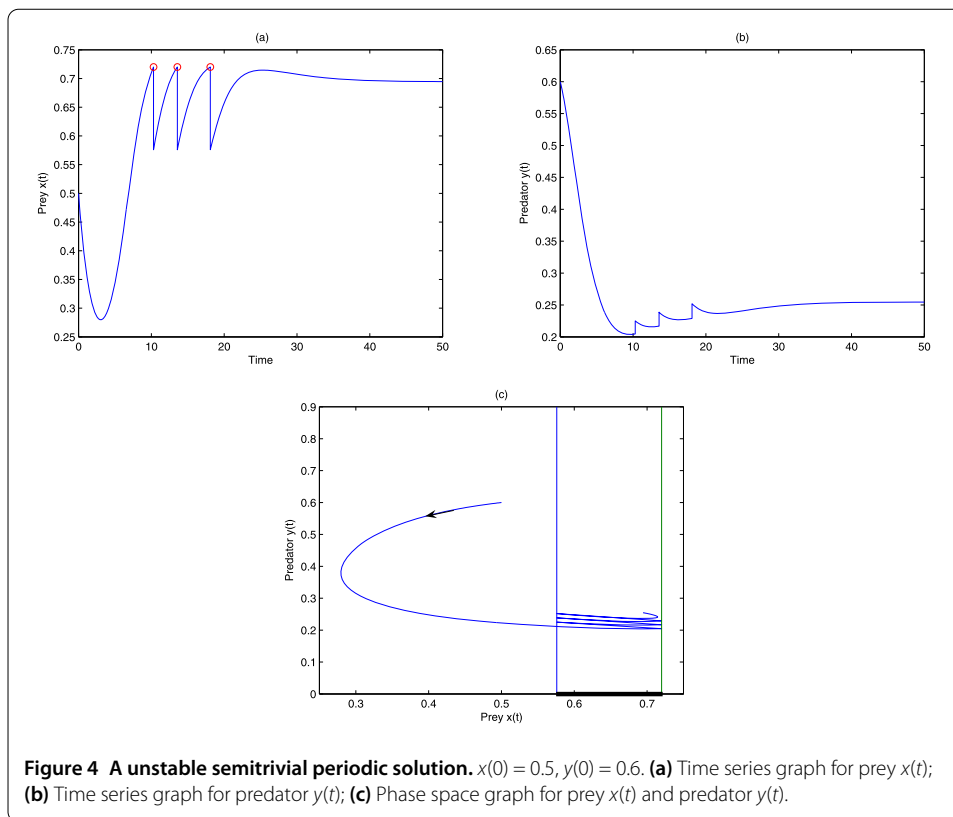 (a)
0.75
0.7
0.65
0.6
0.55
0.5
0.45
0.4
0.35
0.3
0.25
Prey x(t)
0 10 20 30 40 50
Time
(b)
0.65
0.6
0.55
0.5
0.45
0.4
0.35
0.3
0.25
0.2
Predator y(t)
0 10 20 30 40 50
Time
(c)
0.9
0.8
0.7
0.6
0.5
0.4
0.3
0.2
0.1
0
Predator y(t)
0.3 0.4 0.5 0.6 0.7
Prey x(t)
Figure 4 A unstable semitrivial periodic solution. x(0) = 0.5, y(0) = 0.6. (a) Time series graph for prey x(t);
(b) Time series graph for predator y(t); (c) Phase space graph for prey x(t) and predator y(t).